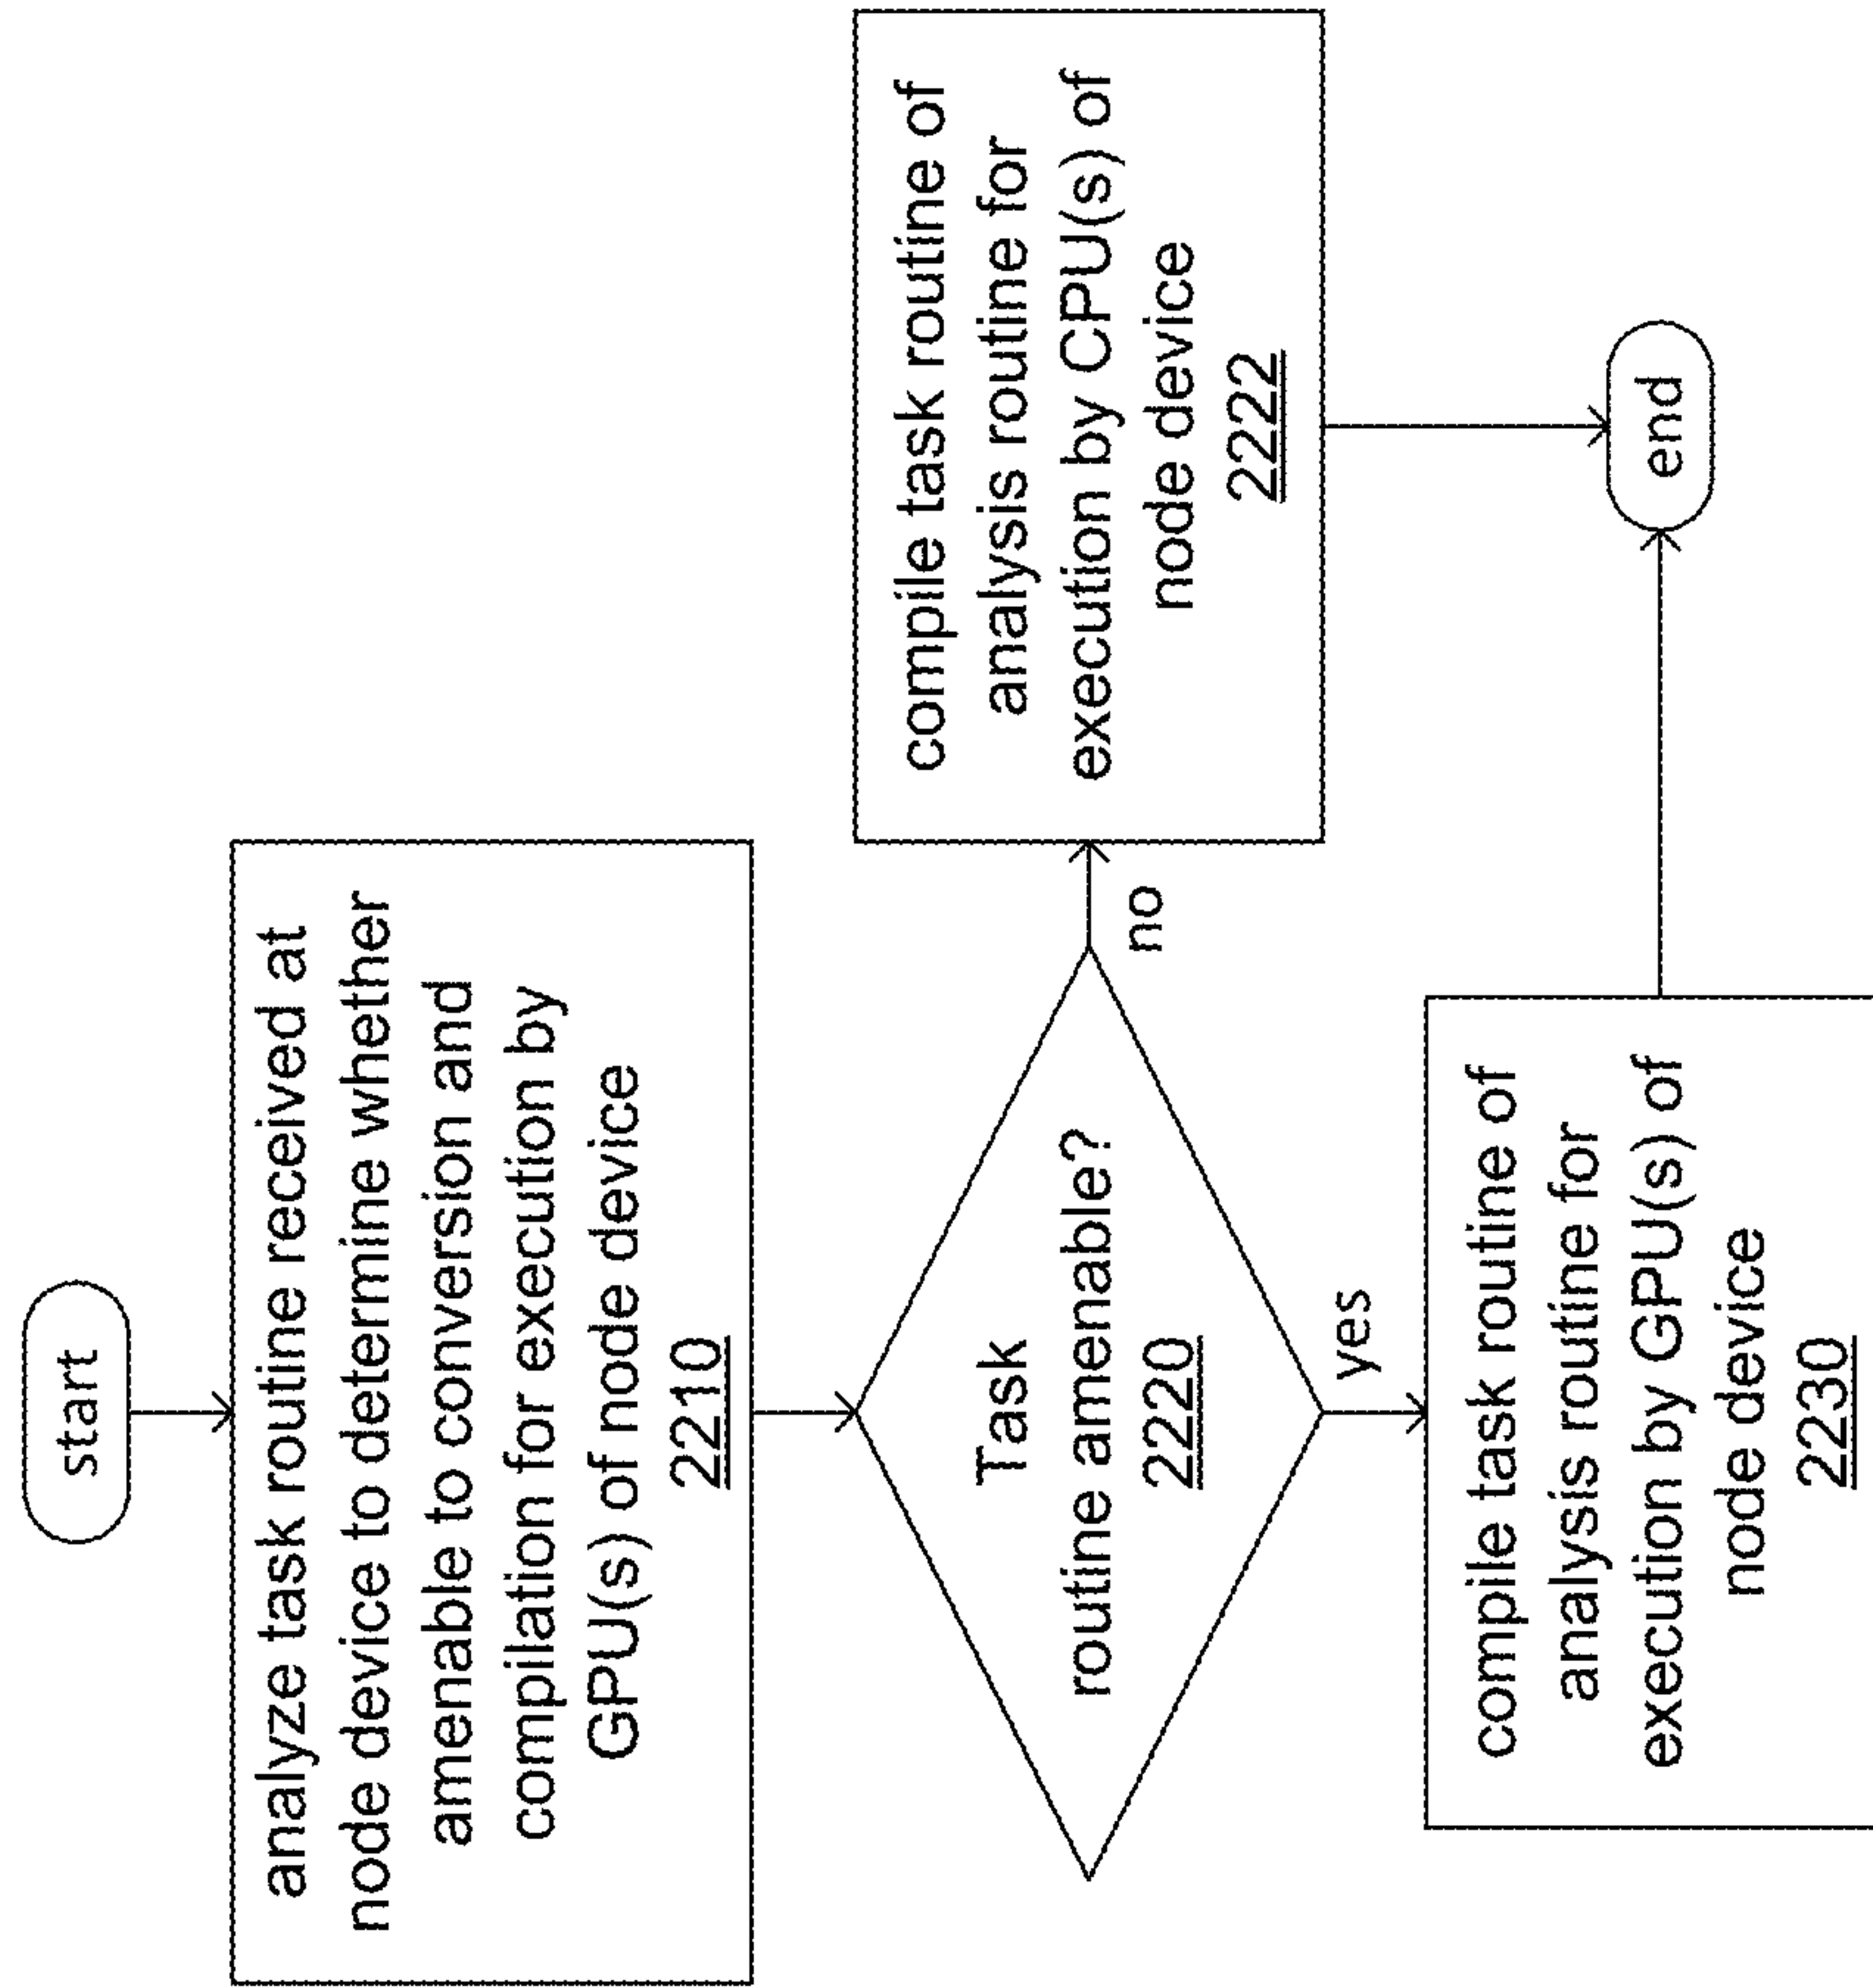 start
analyze task routine received at
node device to determine whether
amenable to conversion and
compilation for execution by
GPU(s) of node device
2210
Task
routine amenable?
2220
no
compile task routine of
analysis routine for
execution by CPU(s) of
node device
2222
yes
compile task routine of
analysis routine for
execution by GPU(s) of
node device
2230
end